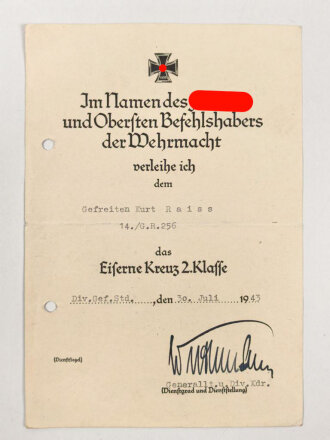 Im Namen des
und Obersten Befehlshabers
der Wehrmacht
verleihe ich
dem
Gefreiten Kurt Raiss
14./G.R.256
das
Eiserne Kreuz 2.Klasse
Div.Gef.Std. ,den 30. Juli 1943
(Dienstsiegel)
Generallt.u.Div.Kdr.
(Dienstgrad und Dienststellung)